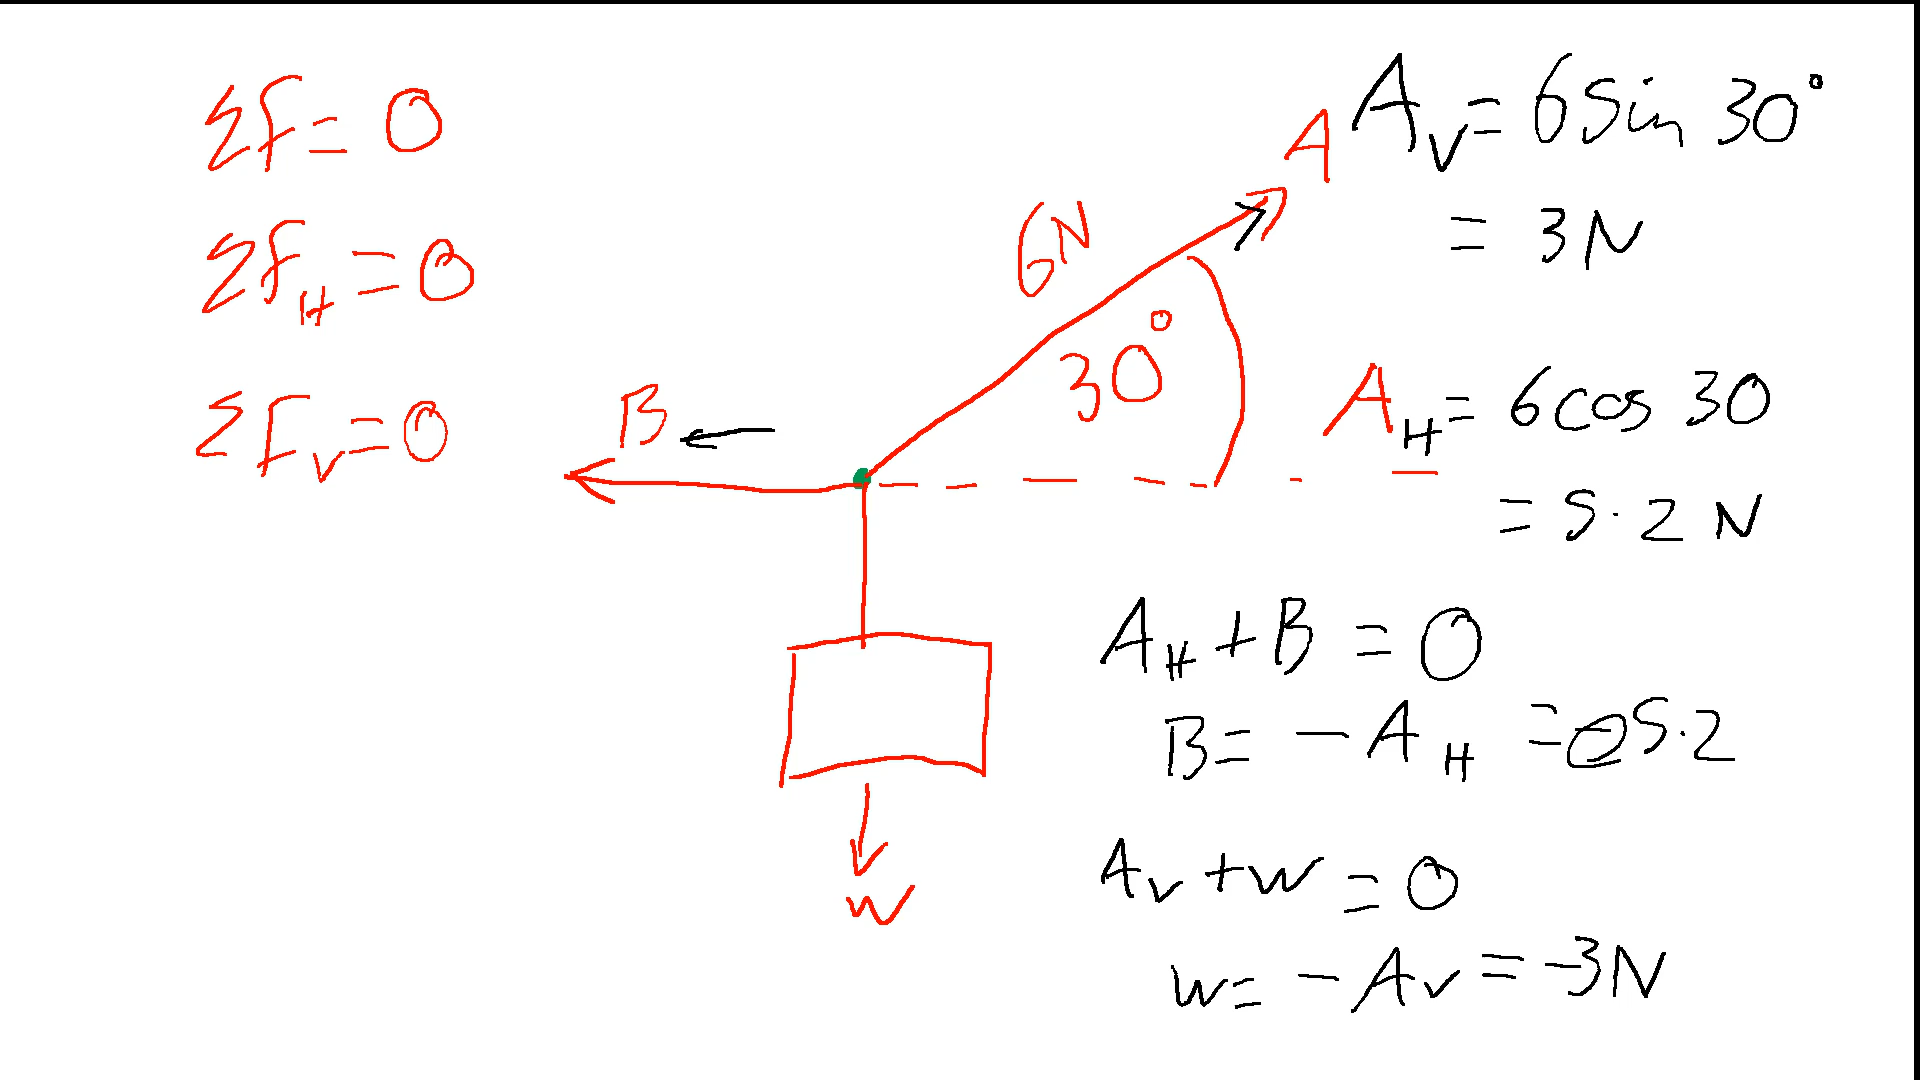 Σf = 0
Σf_H = 0
ΣF_V = 0
B
6N
30°
A
W
A_V = 6 Sin 30°
= 3N
A_H = 6 cos 30
= 5.2 N
A_H + B = 0
B = - A_H = -5.2
A_V + W = 0
W = - A_V = -3N